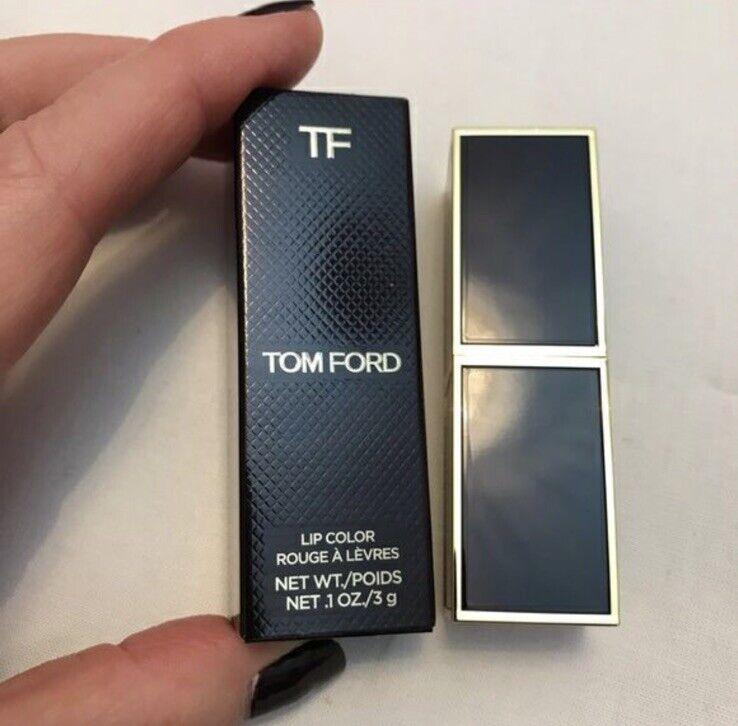 TF
TOM FORD
LIP COLOR
ROUGE À LÈVRES
NET WT./POIDS
NET .1 OZ./3 g